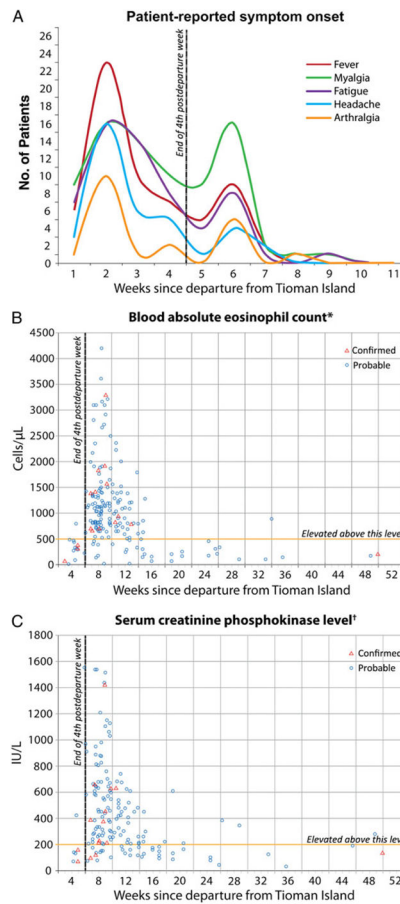 A
Patient-reported symptom onset
No. of Patients
26
24
22
20
18
16
14
12
10
8
6
4
2
0
End of 4th postdeparture week
Fever
Myalgia
Fatigue
Headache
Arthralgia
1 2 3 4 5 6 7 8 9 10 11
Weeks since departure from Tioman Island
B
Blood absolute eosinophil count*
Cells/µL
4500
4000
3500
3000
2500
2000
1500
1000
500
0
End of 4th postdeparture week
Confirmed
Probable
Elevated above this leve
4 8 12 16 20 24 28 32 36 40 44 48 52
Weeks since departure from Tioman Island
C
Serum creatinine phosphokinase level†
IU/L
1800
1600
1400
1200
1000
800
600
400
200
0
End of 4th postdeparture week
Confirmed
Probable
Elevated above this leve
4 8 12 16 20 24 28 32 36 40 44 48 52
Weeks since departure from Tioman Island